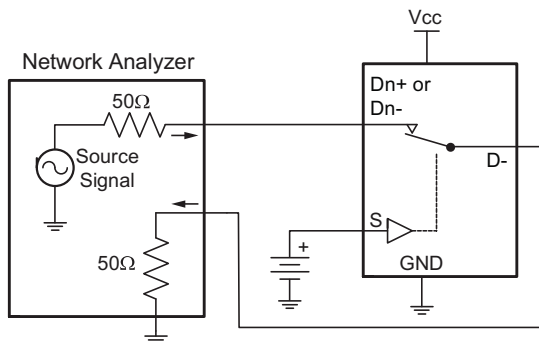 Vcc
Network Analyzer
50Ω
Dn+ or
Dn-
Source
Signal
D-
S
+
50Ω
GND